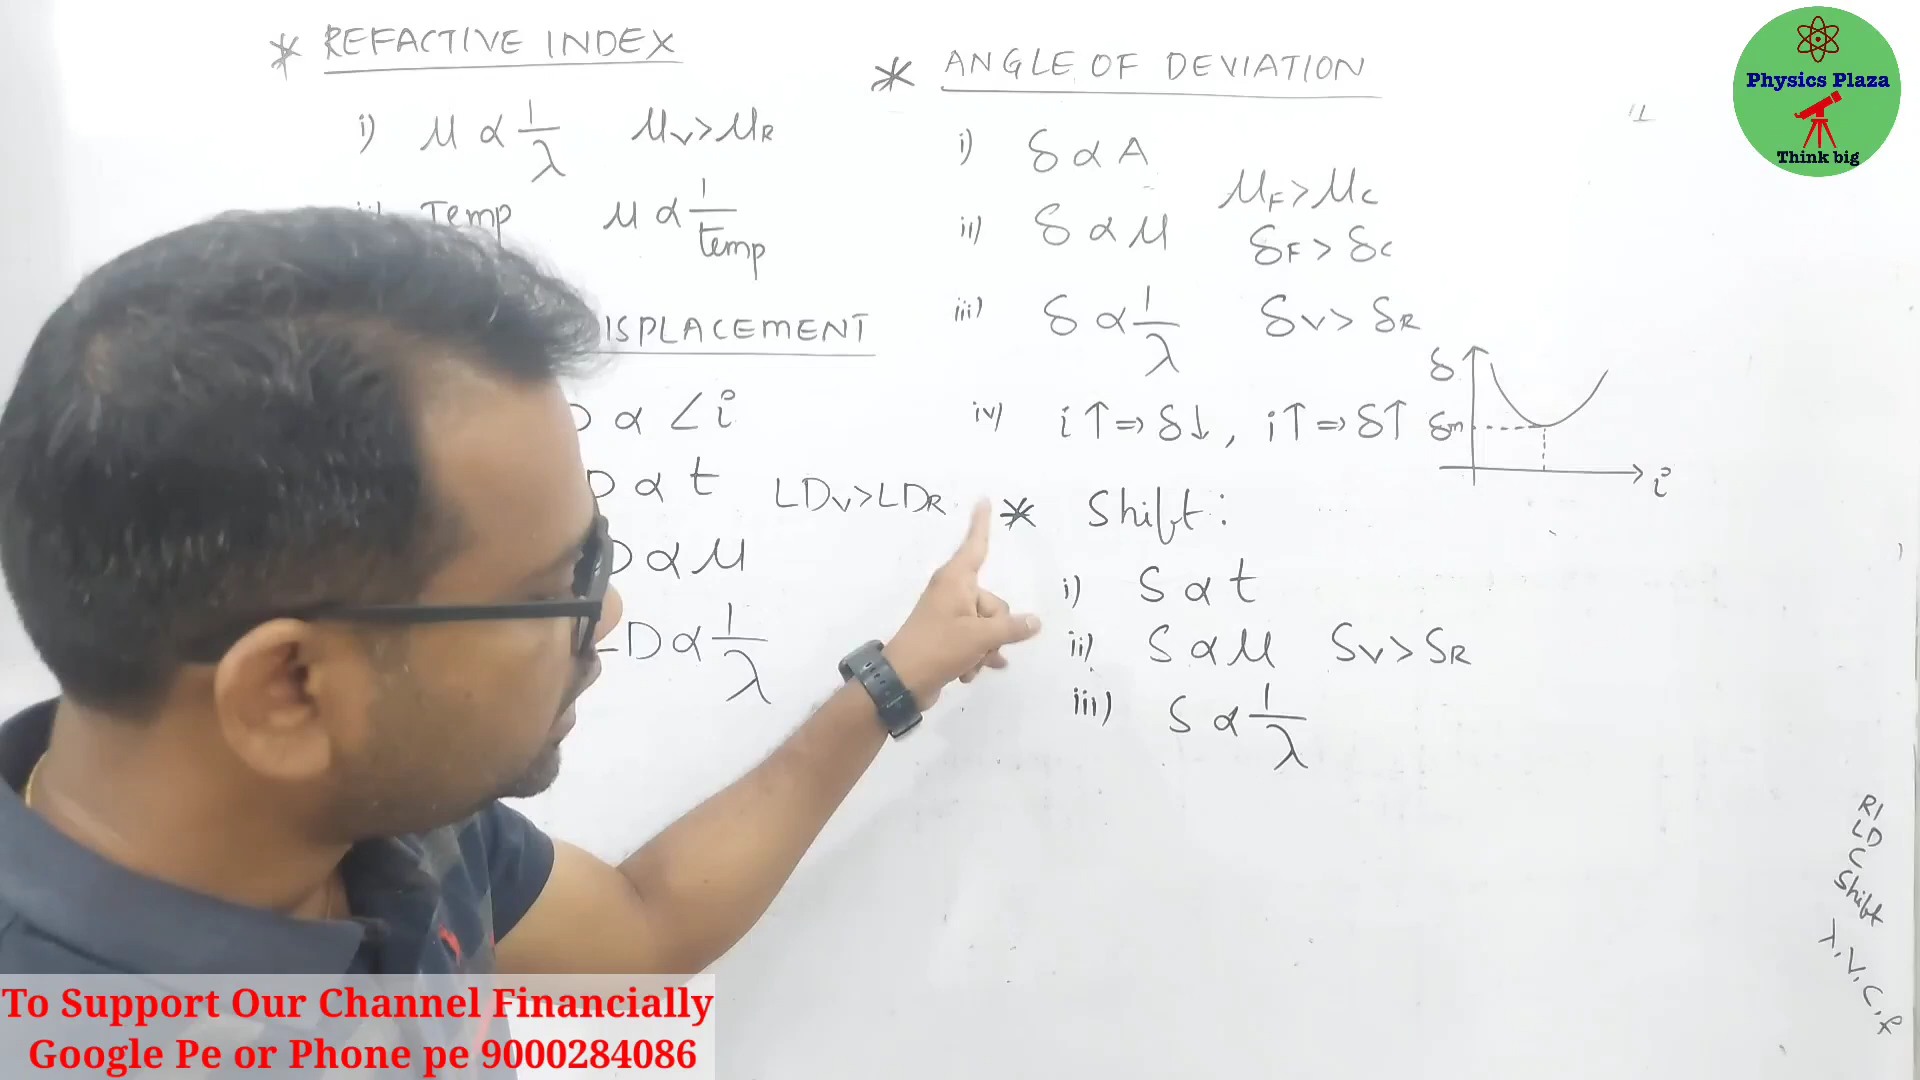 * REFACTIVE INDEX
i) μ α 1/λ μV > μR
Temp μ α 1/temp
ISPLACEMENT
D α ∠i
D α t LDV > LDR
D α μ
LD α 1/λ
* ANGLE OF DEVIATION
i) δ α A
μF > μC
ii) δ α μ
δF > δC
iii) δ α 1/λ δV > δR
iv) i↑ ⇒ δ↓, i↑ ⇒ δ↑
δ
δm
i
* Shift:
i) S α t
ii) S α μ SV > SR
iii) S α 1/λ
RI
LD
C
Shift
λ, V, C, f
Physics Plaza
Think big
To Support Our Channel Financially
Google Pe or Phone pe 9000284086